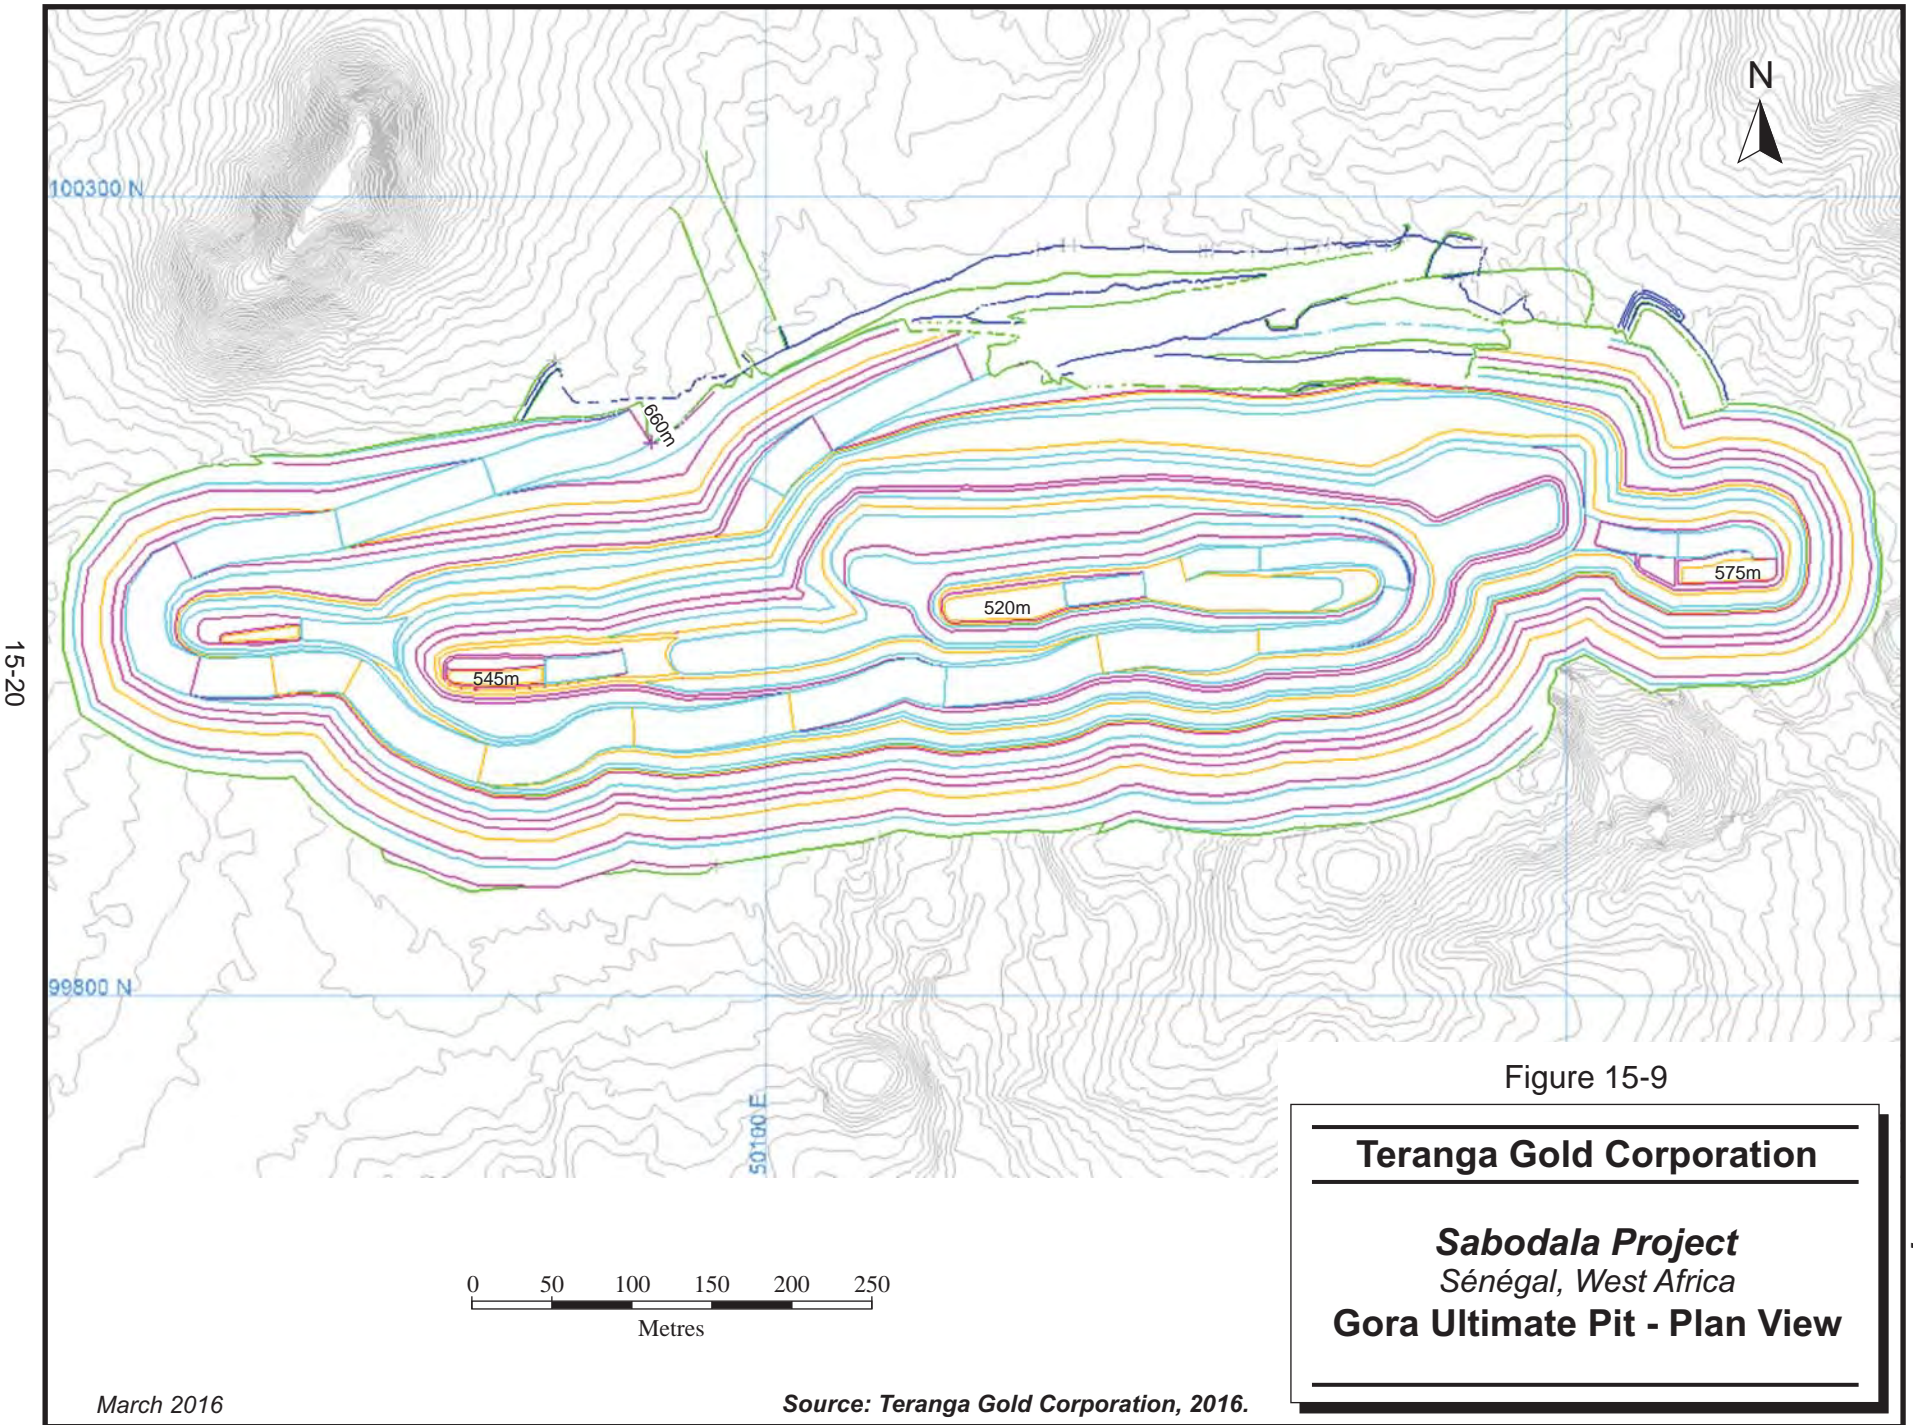 N
100300 N
660m
575m
520m
545m
15-20
99800 N
50100 E
Figure 15-9
Teranga Gold Corporation
Sabodala Project
Sénégal, West Africa
Gora Ultimate Pit - Plan View
0 50 100 150 200 250
Metres
March 2016
Source: Teranga Gold Corporation, 2016.